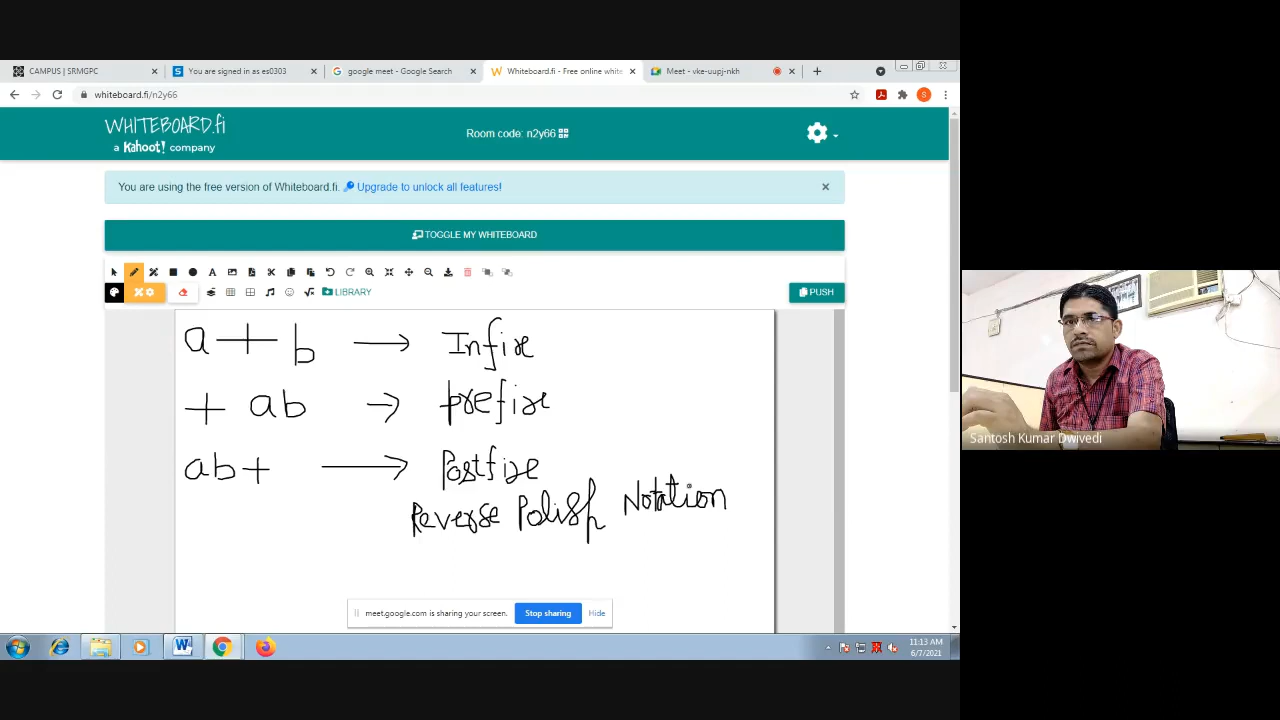 CAMPUS | SRMGPC
You are signed in as es0303
google meet - Google Search
Whiteboard.fi - Free online white
Meet - vke-uupj-nkh
whiteboard.fi/n2y66
S
WHITEBOARD.fi
a Kahoot! company
Room code: n2y66
You are using the free version of Whiteboard.fi. Upgrade to unlock all features!
TOGGLE MY WHITEBOARD
LIBRARY
PUSH
a + b → Infix
+ ab → prefix
ab+ → Postfix
Reverse Polish Notation
meet.google.com is sharing your screen.
Stop sharing
Hide
Santosh Kumar Dwivedi
11:13 AM
6/7/2021